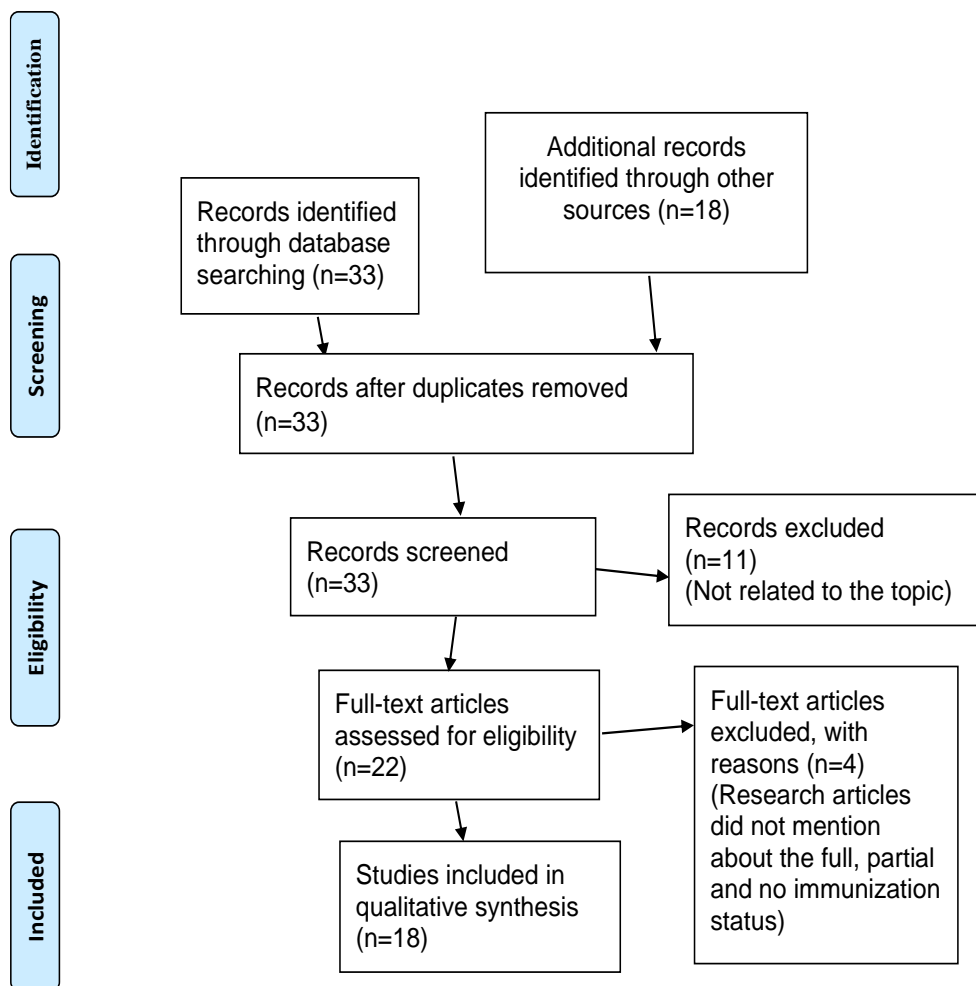 Identification
Additional records
identified through other
sources (n=18)
Records identified
through database
searching (n=33)
Screening
Records after duplicates removed
(n=33)
Eligibility
Records screened
(n=33)
Records excluded
(n=11)
(Not related to the topic)
Full-text articles
assessed for eligibility
(n=22)
Full-text articles
excluded, with
reasons (n=4)
(Research articles
did not mention
about the full, partial
and no immunization
status)
Included
Studies included in
qualitative synthesis
(n=18)